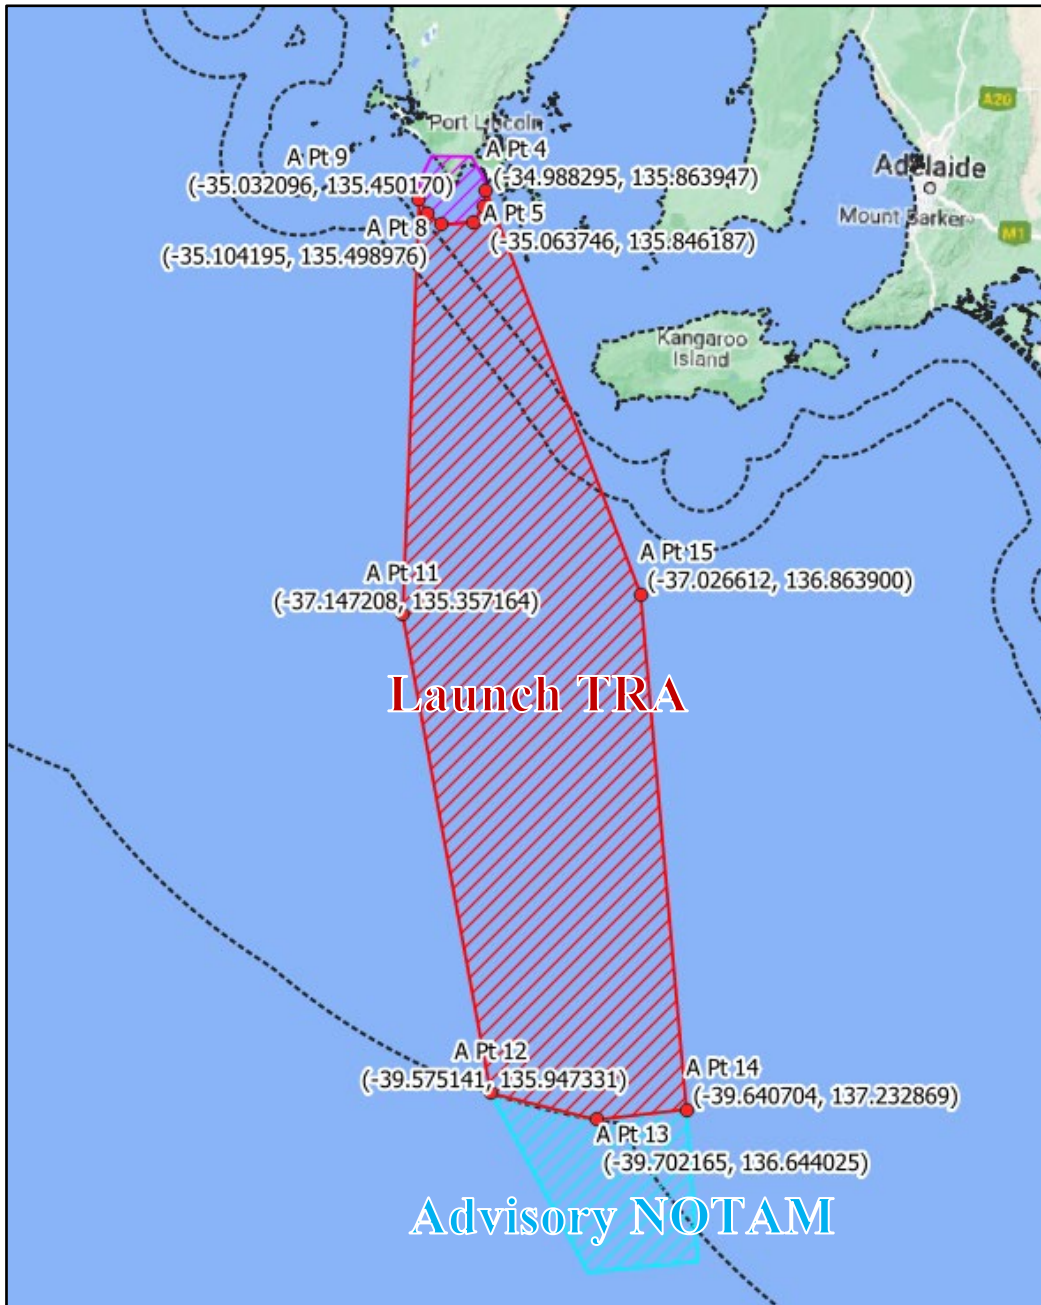 Port Lincoln
A20
A Pt 9
(-35.032096, 135.450170)
A Pt 4
(-34.988295, 135.863947)
Adelaide
Mount Barker
M1
A Pt 8
(-35.104195, 135.498976)
A Pt 5
(-35.063746, 135.846187)
Kangaroo
Island
A Pt 15
(-37.026612, 136.863900)
A Pt 11
(-37.147208, 135.357164)
Launch TRA
A Pt 12
(-39.575141, 135.947331)
A Pt 14
(-39.640704, 137.232869)
A Pt 13
(-39.702165, 136.644025)
Advisory NOTAM